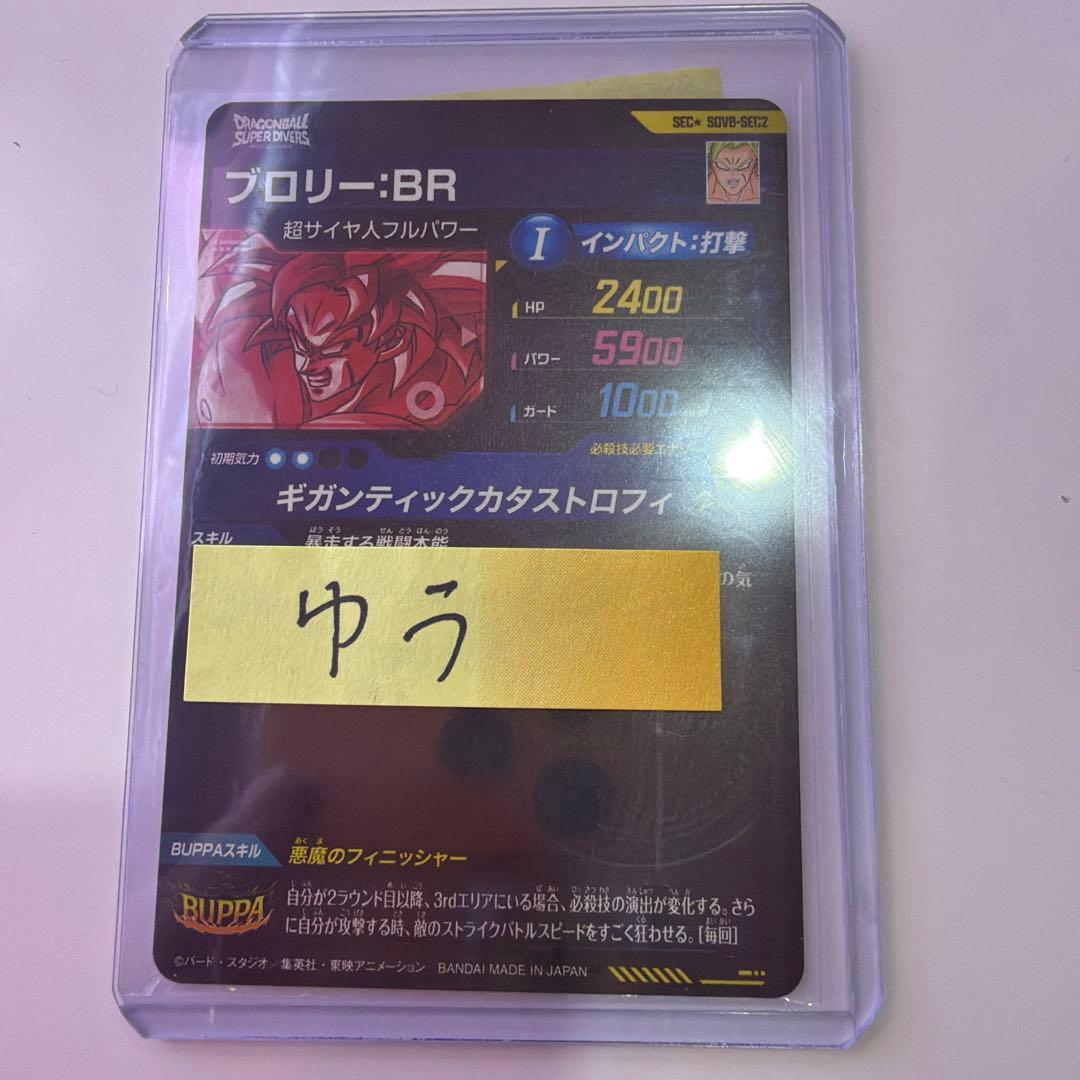 DRAGONBALL
SUPER DIVERS
SEC★ SDV8-SEC2
ブロリー:BR
超サイヤ人フルパワー
I インパクト:打撃
HP 2400
パワー 5900
ガード 1000
初期気力
必殺技必要エナジー
ギガンティックカタストロフィ
スキル 暴走する戦闘本能
の気
ゆう
BUPPAスキル 悪魔のフィニッシャー
BUPPA
自分が2ラウンド目以降、3rdエリアにいる場合、必殺技の演出が変化する。さら
に自分が攻撃する時、敵のストライクバトルスピードをすごく狂わせる。[毎回]
©バード・スタジオ/集英社・東映アニメーション BANDAI MADE IN JAPAN